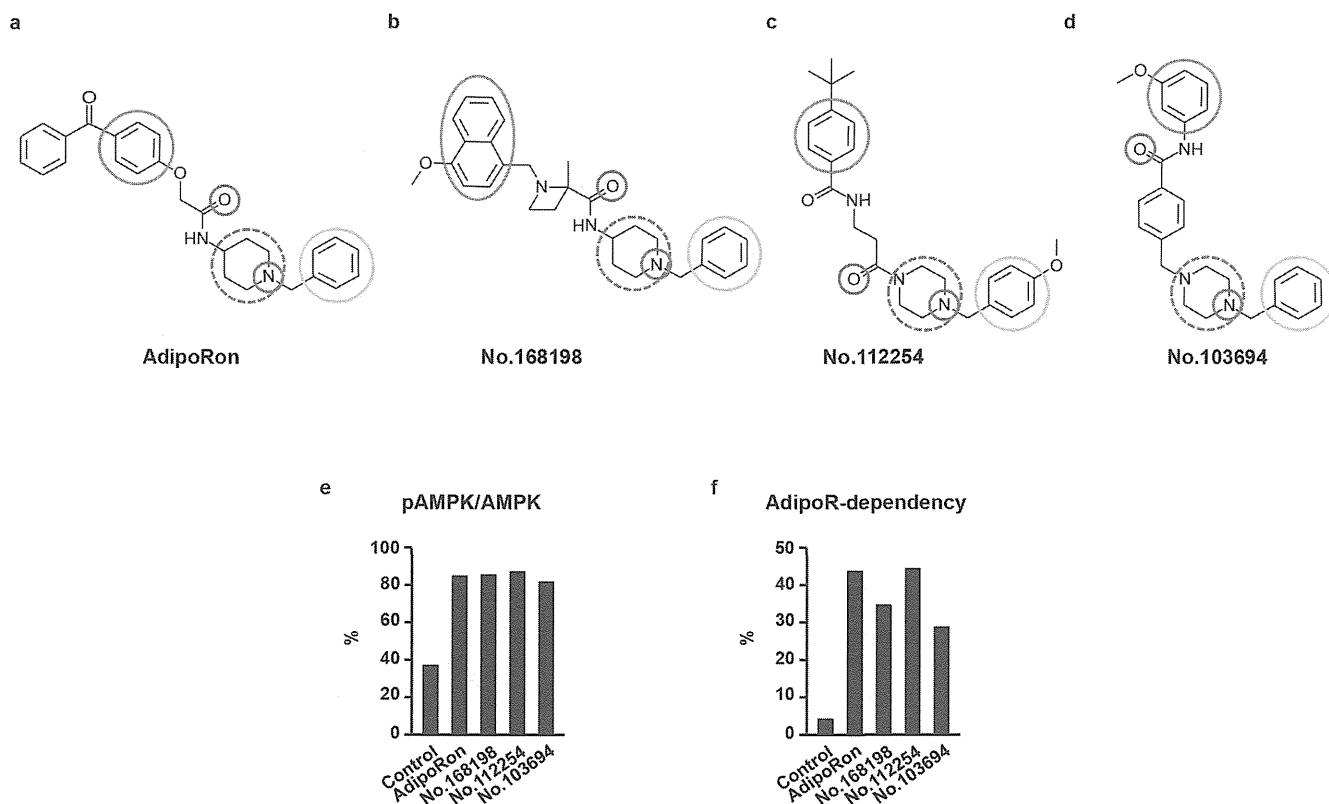 a
b
c
d
O
O
O
NH
N
O
N
O
NH
N
O
NH
O
N
N
O
O
O
NH
N
N
AdipoRon
No.168198
No.112254
No.103694
e
f
pAMPK/AMPK
AdipoR-dependency
100
80
60
40
20
0
%
Control
AdipoRon
No.168198
No.112254
No.103694
50
40
30
20
10
0
%
Control
AdipoRon
No.168198
No.112254
No.103694